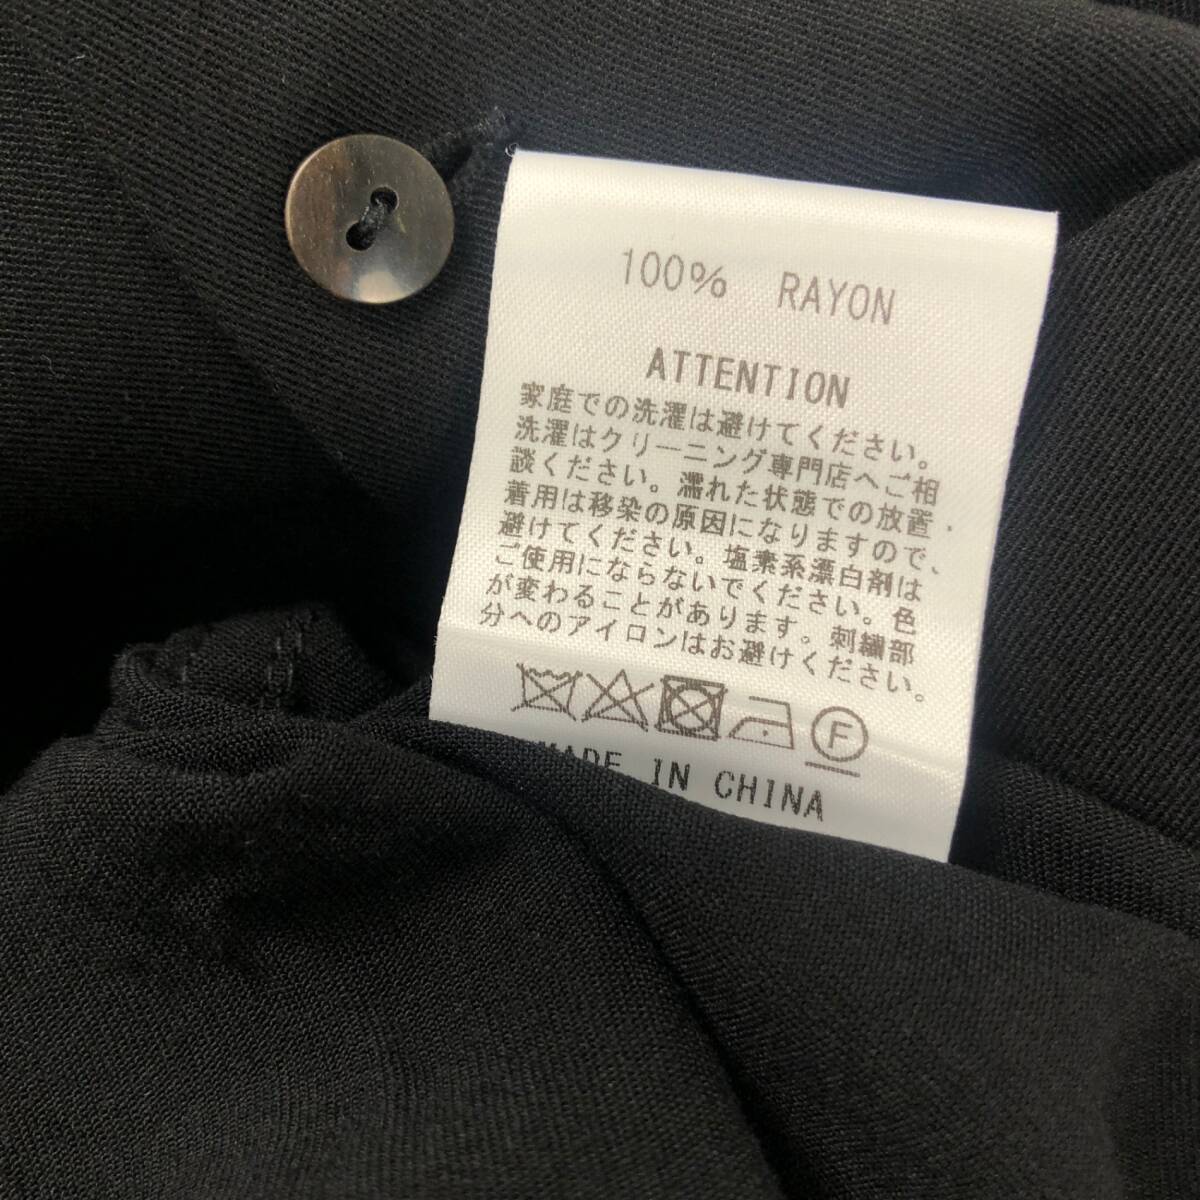 100% RAYON
ATTENTION
家庭での洗濯は避けてください。
洗濯はクリーニング専門店へご相
談ください。濡れた状態での放置・
着用は移染の原因になりますので、
避けてください。塩素系漂白剤は
ご使用にならないでください。色
が変わることがあります。刺繍部
分へのアイロンはお避けください。
F
MADE IN CHINA